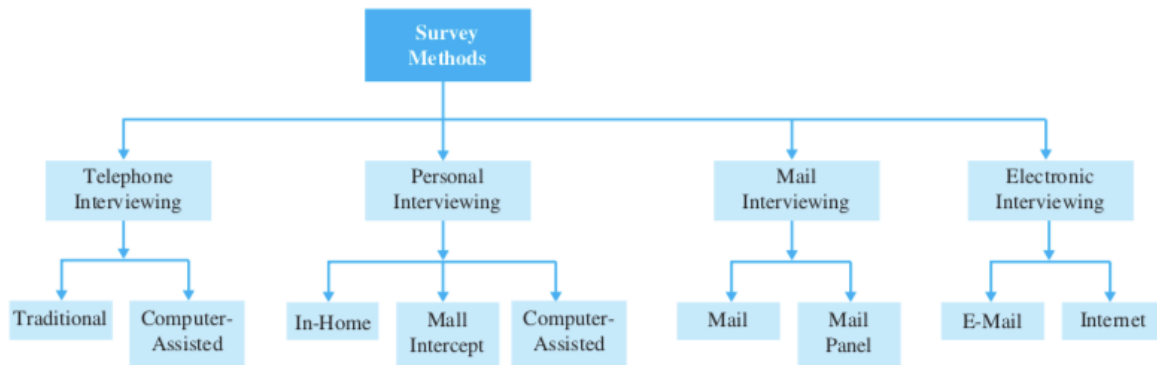 Survey
Methods
Telephone
Interviewing
Personal
Interviewing
Mail
Interviewing
Electronic
Interviewing
Traditional
Computer-
Assisted
In-Home
Mall
Intercept
Computer-
Assisted
Mail
Mail
Panel
E-Mail
Internet